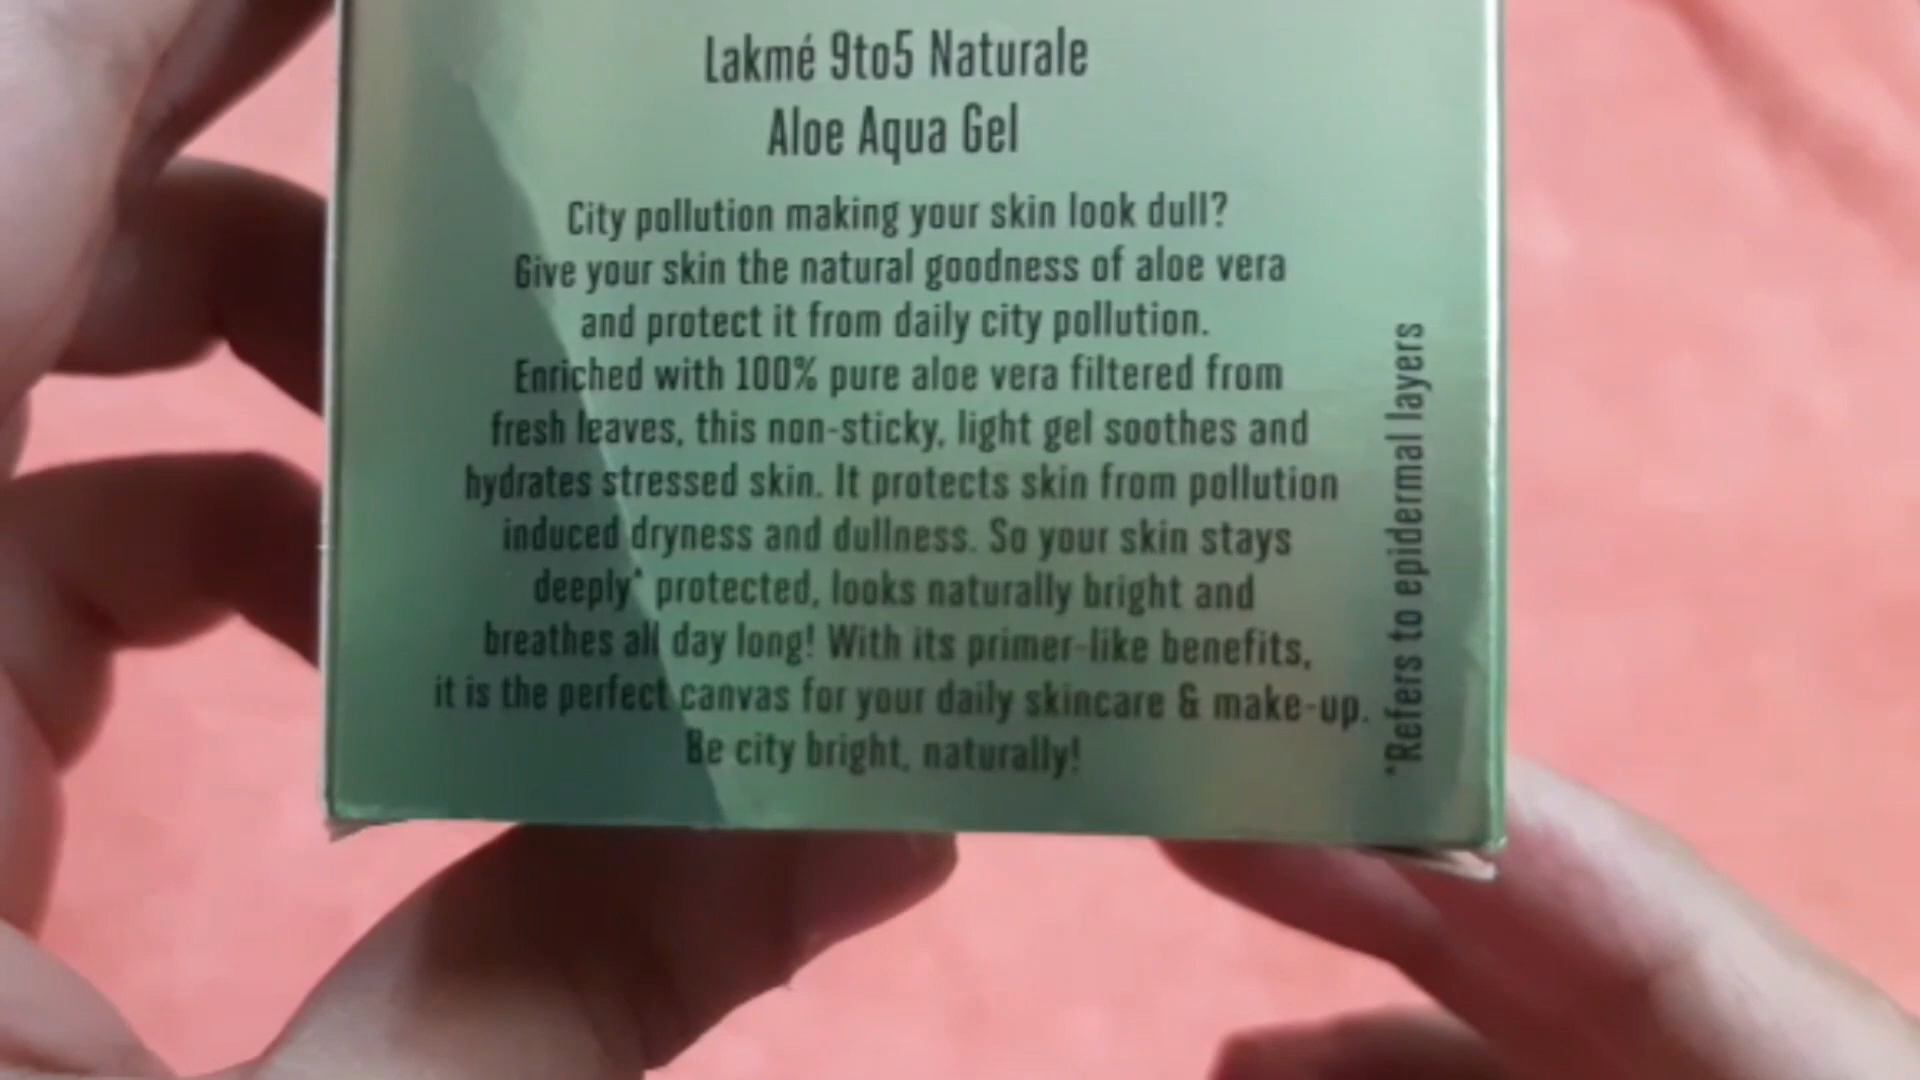 Lakmé 9to5 Naturale
Aloe Aqua Gel
City pollution making your skin look dull?
Give your skin the natural goodness of aloe vera
and protect it from daily city pollution.
Enriched with 100% pure aloe vera filtered from
fresh leaves, this non-sticky, light gel soothes and
hydrates stressed skin. It protects skin from pollution
induced dryness and dullness. So your skin stays
deeply* protected, looks naturally bright and
breathes all day long! With its primer-like benefits,
it is the perfect canvas for your daily skincare & make-up.
Be city bright, naturally!
*Refers to epidermal layers